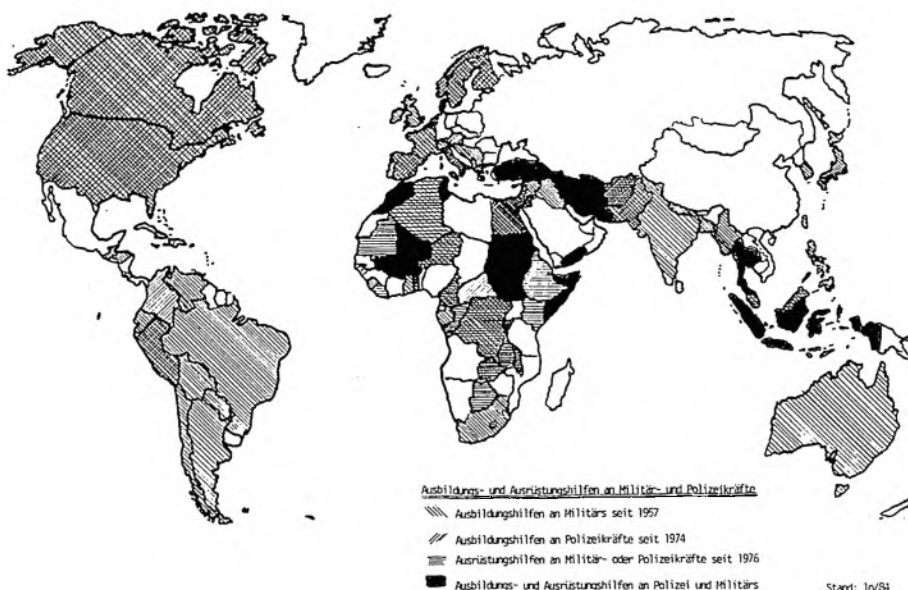 Ausbildungs- und Ausrüstungshilfen an Militär- und Polizeikräfte
Ausbildungshilfen an Militärs seit 1957
Ausbildungshilfen an Polizeikräfte seit 1974
Ausrüstungshilfen an Militär- oder Polizeikräfte seit 1976
Ausbildungs- und Ausrüstungshilfen an Polizei und Militärs
Stand: 1o/84